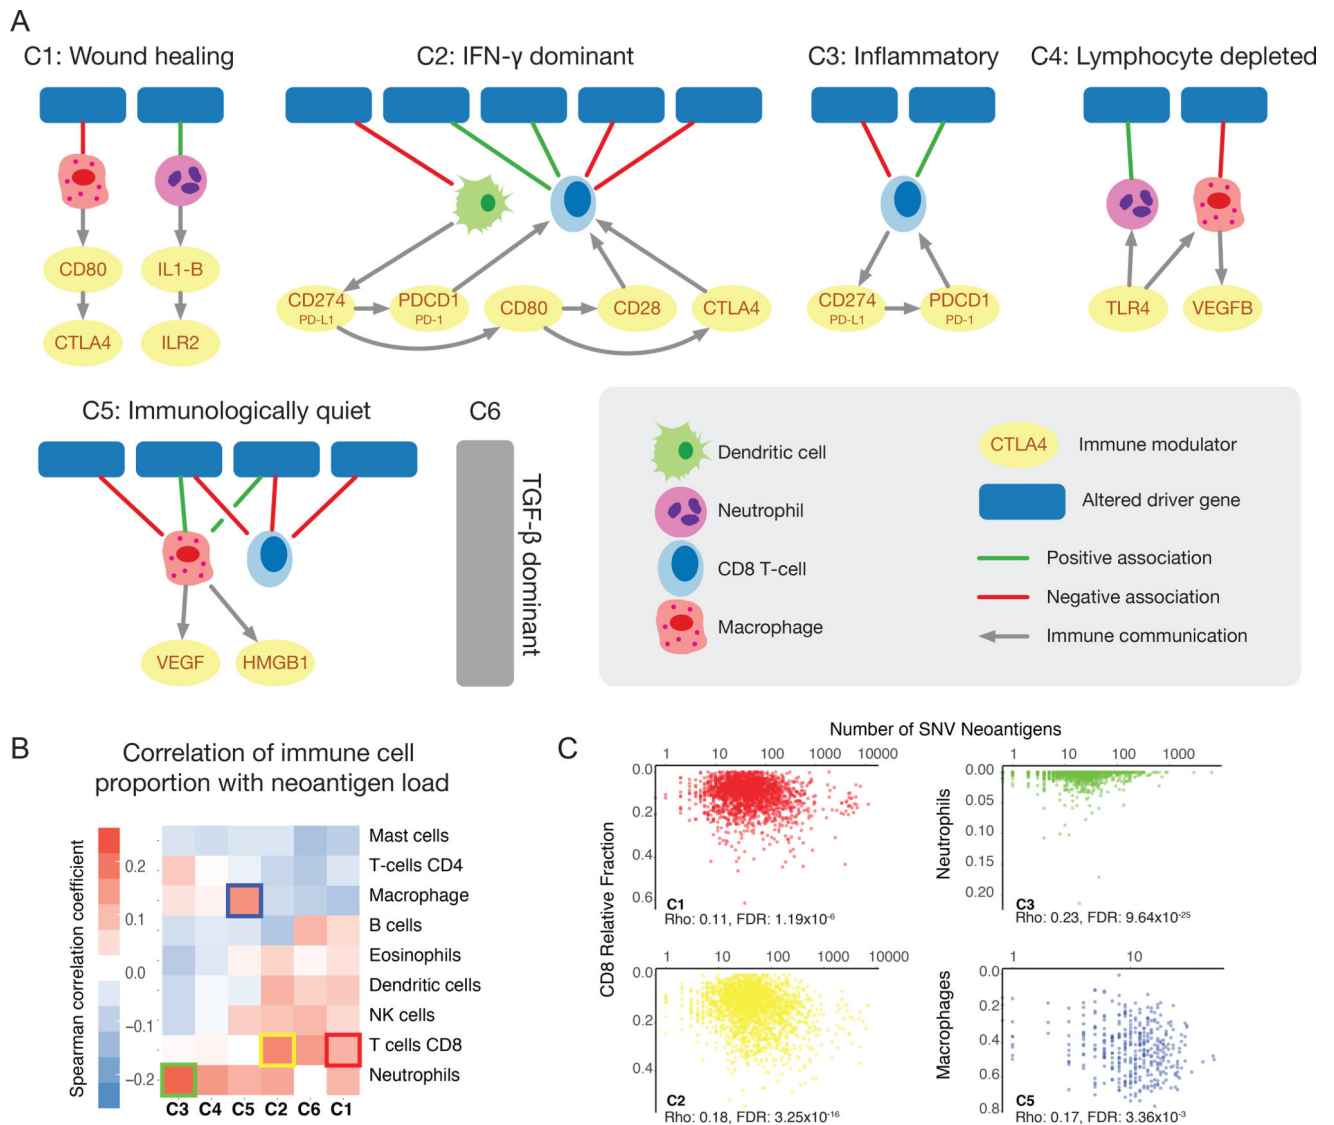 A
C1: Wound healing
C2: IFN-γ dominant
C3: Inflammatory
C4: Lymphocyte depleted
CD80
IL1-B
CTLA4
ILR2
CD274
PD-L1
PDCD1
PD-1
CD80
CD28
CTLA4
CD274
PD-L1
PDCD1
PD-1
TLR4
VEGFB
C5: Immunologically quiet
C6
TGF-β dominant
VEGF
HMGB1
Dendritic cell
Neutrophil
CD8 T-cell
Macrophage
CTLA4
Immune modulator
Altered driver gene
Positive association
Negative association
Immune communication
B
Correlation of immune cell
proportion with neoantigen load
Spearman correlation coefficient
0.2
0.1
0.0
−0.1
−0.2
Mast cells
T-cells CD4
Macrophage
B cells
Eosinophils
Dendritic cells
NK cells
T cells CD8
Neutrophils
C3 C4 C5 C2 C6 C1
C
Number of SNV Neoantigens
CD8 Relative Fraction
1 10 100 1000 10000
0.0
0.2
0.4
0.6
C1
Rho: 0.11, FDR: 1.19x10-6
1 10 100 1000
Neutrophils
0.00
0.05
0.10
0.15
0.20
C3
Rho: 0.23, FDR: 9.64x10-25
1 10 100 1000 10000
0.0
0.2
0.4
C2
Rho: 0.18, FDR: 3.25x10-16
1 10
Macrophages
0.0
0.2
0.4
0.6
0.8
C5
Rho: 0.17, FDR: 3.36x10-3